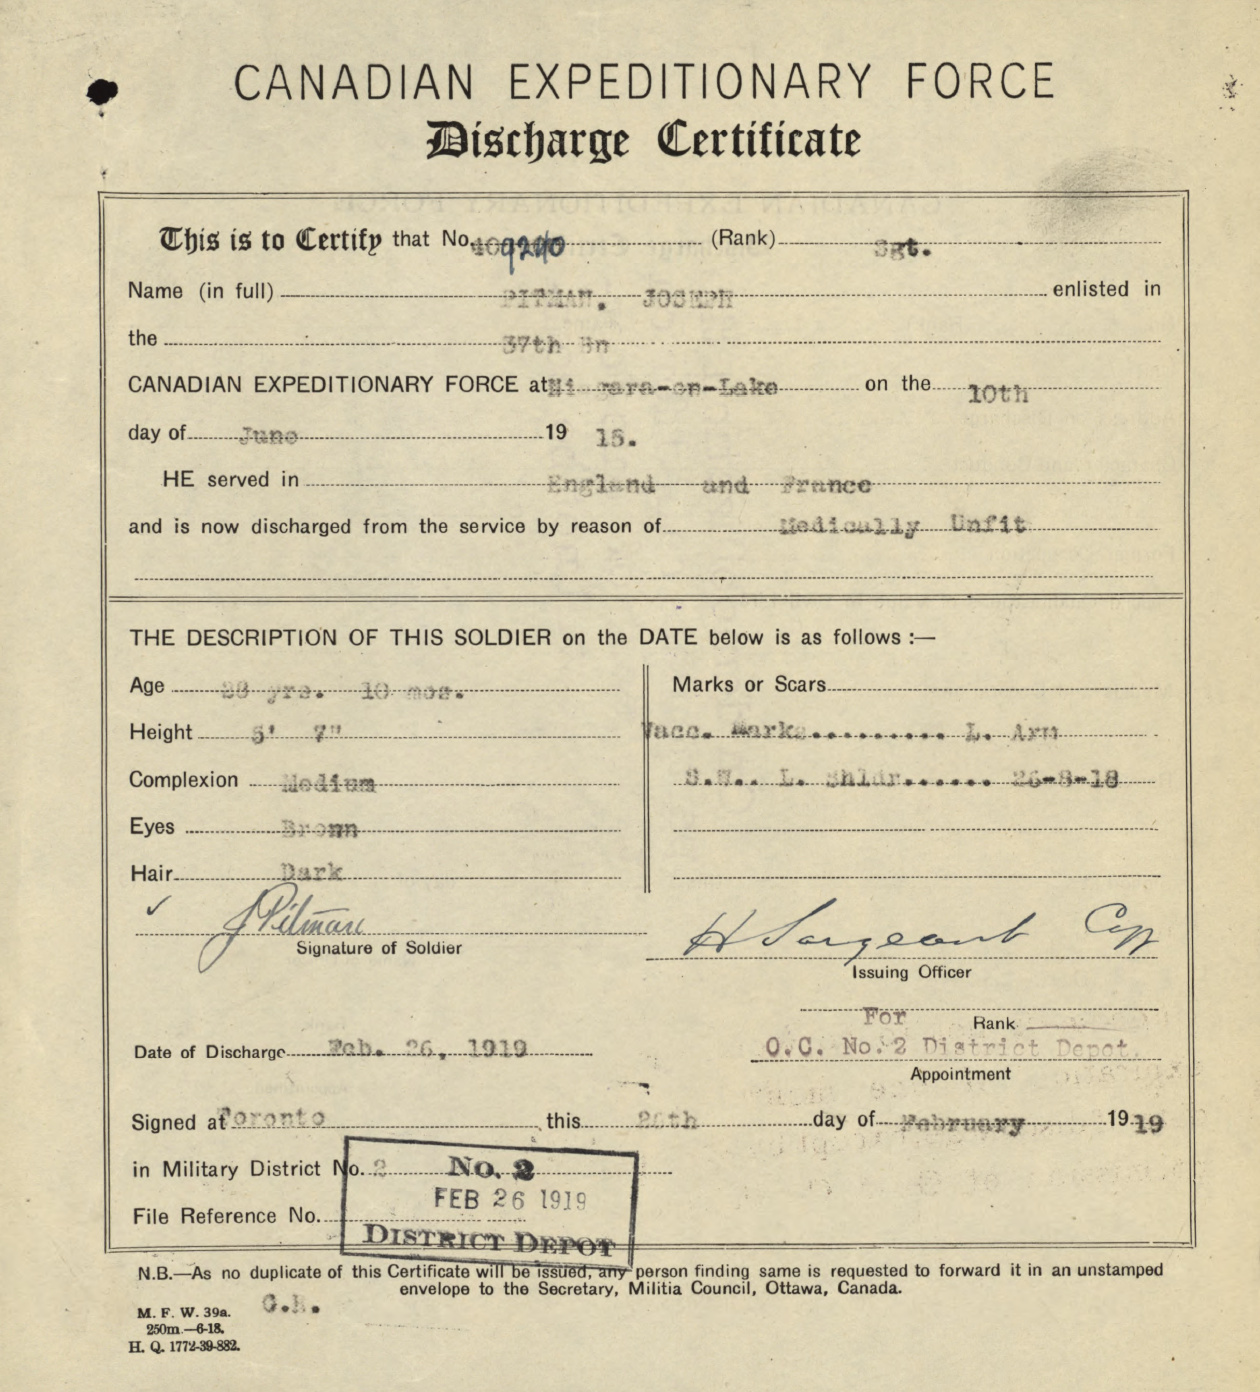 CANADIAN EXPEDITIONARY FORCE
Discharge Certificate
This is to Certify that No. 409240 (Rank) Sgt.
Name (in full) PITMAN, JOSEPH enlisted in
the 37th Bn
CANADIAN EXPEDITIONARY FORCE at Ni gara-on-Lake on the 10th
day of June 19 15.
HE served in England and France
and is now discharged from the service by reason of Medically Unfit
THE DESCRIPTION OF THIS SOLDIER on the DATE below is as follows :—
Age 28 yrs. 10 mos. Marks or Scars
Height 5' 7" Vacc. Marks.......... L. Arm
Complexion Medium S.W.. L. Shldr...... 26-8-18
Eyes Brown
Hair Dark
J Pitman H Sargeant
Signature of Soldier
Issuing Officer
For Rank
Date of Discharge Feb. 26, 1919 O.C. No. 2 District Depot.
Appointment
Signed at Toronto this 26th day of February 19 19
in Military District No. 2 No. 2
FEB 26 1919
File Reference No.
DISTRICT DEPOT
N.B.—As no duplicate of this Certificate will be issued, any person finding same is requested to forward it in an unstamped
envelope to the Secretary, Militia Council, Ottawa, Canada.
M. F. W. 39a.
250m.—6-18.
H. Q. 1772-39-882.